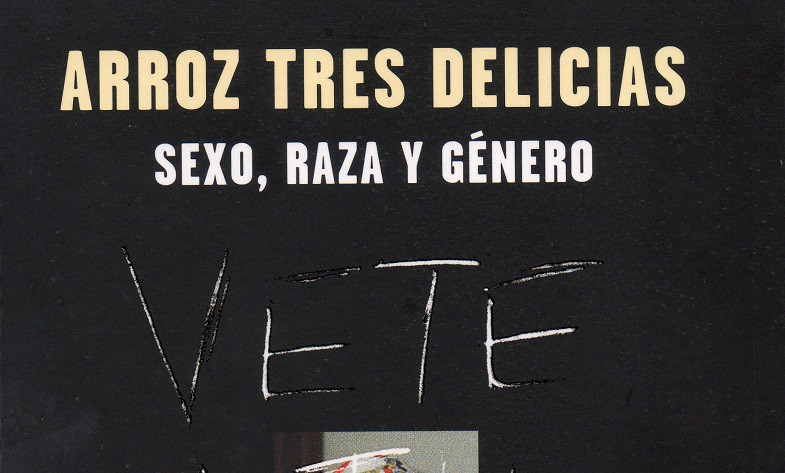 ARROZ TRES DELICIAS
SEXO, RAZA Y GÉNERO
VETE